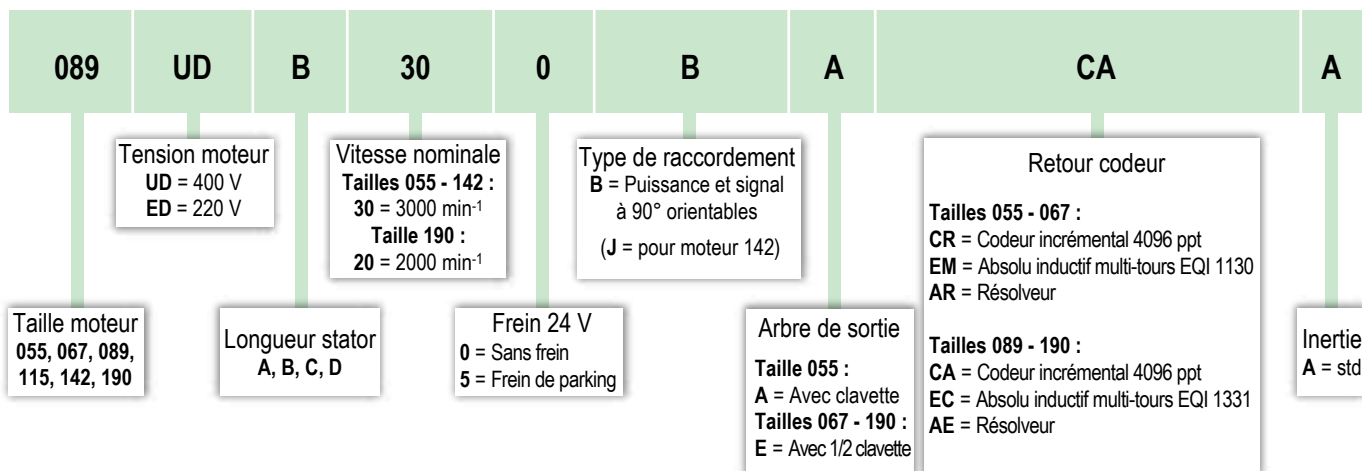 089 UD B 30 0 B A CA A
Tension moteur
UD = 400 V
ED = 220 V
Vitesse nominale
Tailles 055 - 142 :
30 = 3000 min-1
Taille 190 :
20 = 2000 min-1
Type de raccordement
B = Puissance et signal
à 90° orientables
(J = pour moteur 142)
Retour codeur
Tailles 055 - 067 :
CR = Codeur incrémental 4096 ppt
EM = Absolu inductif multi-tours EQI 1130
AR = Résolveur
Tailles 089 - 190 :
CA = Codeur incrémental 4096 ppt
EC = Absolu inductif multi-tours EQI 1331
AE = Résolveur
Taille moteur
055, 067, 089,
115, 142, 190
Longueur stator
A, B, C, D
Frein 24 V
0 = Sans frein
5 = Frein de parking
Arbre de sortie
Taille 055 :
A = Avec clavette
Tailles 067 - 190 :
E = Avec 1/2 clavette
Inertie
A = std